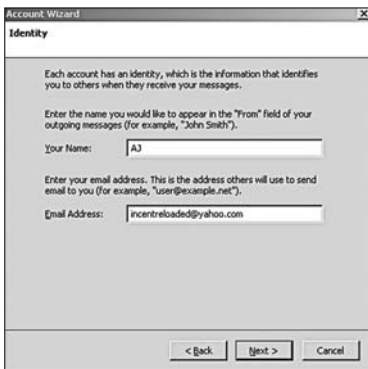 Account Wizard
Identity
Each account has an identity, which is the information that identifies
you to others when they receive your messages.
Enter the name you would like to appear in the "From" field of your
outgoing messages (for example, "John Smith").
Your Name: AJ
Enter your email address. This is the address others will use to send
email to you (for example, "user@example.net").
Email Address: incentreloaded@yahoo.com
< Back Next > Cancel